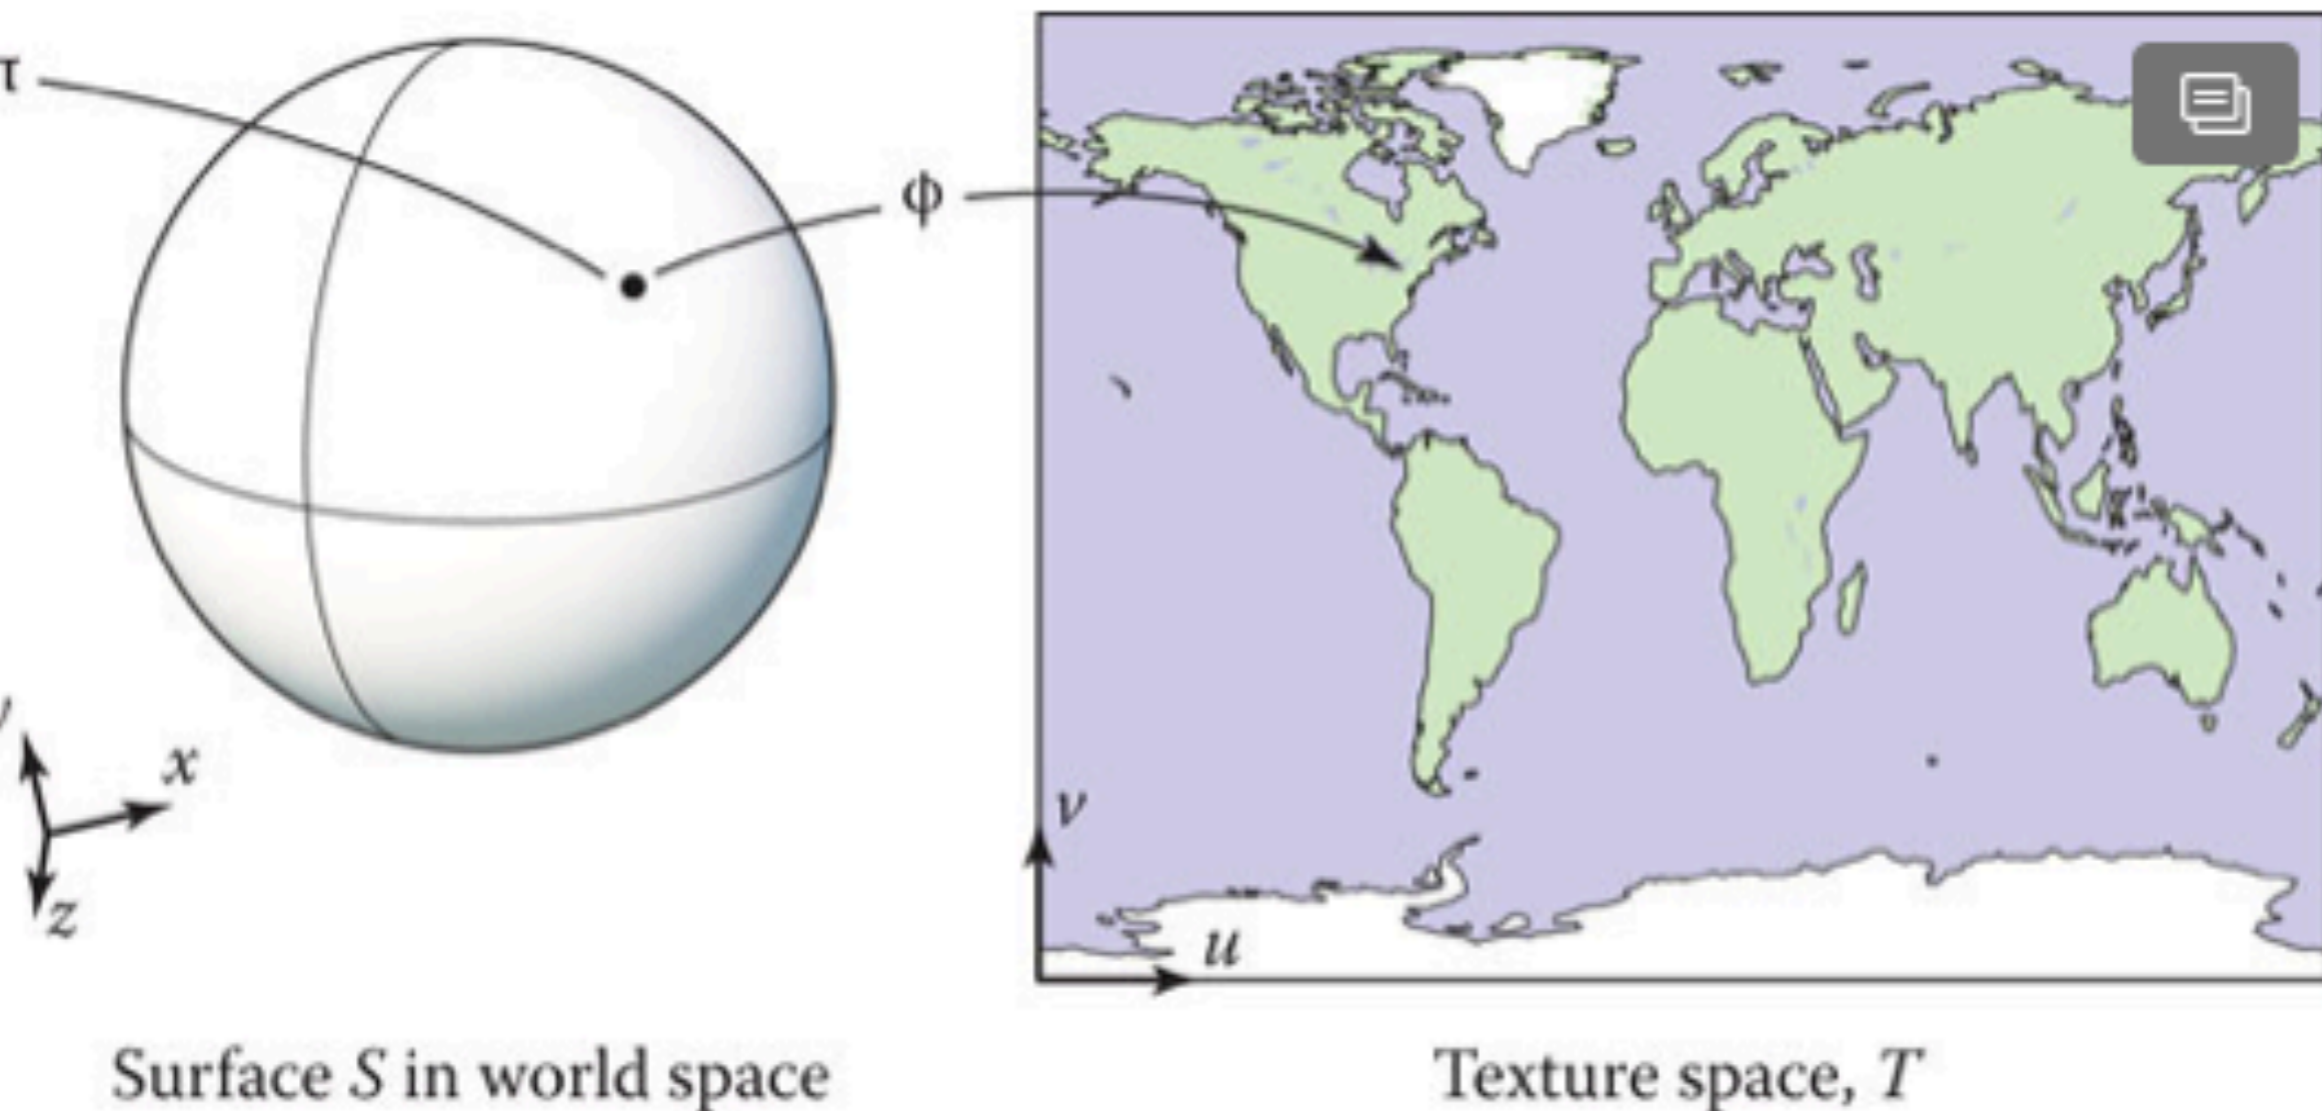 π
ϕ
x
z
v
u
Surface S in world space
Texture space, T